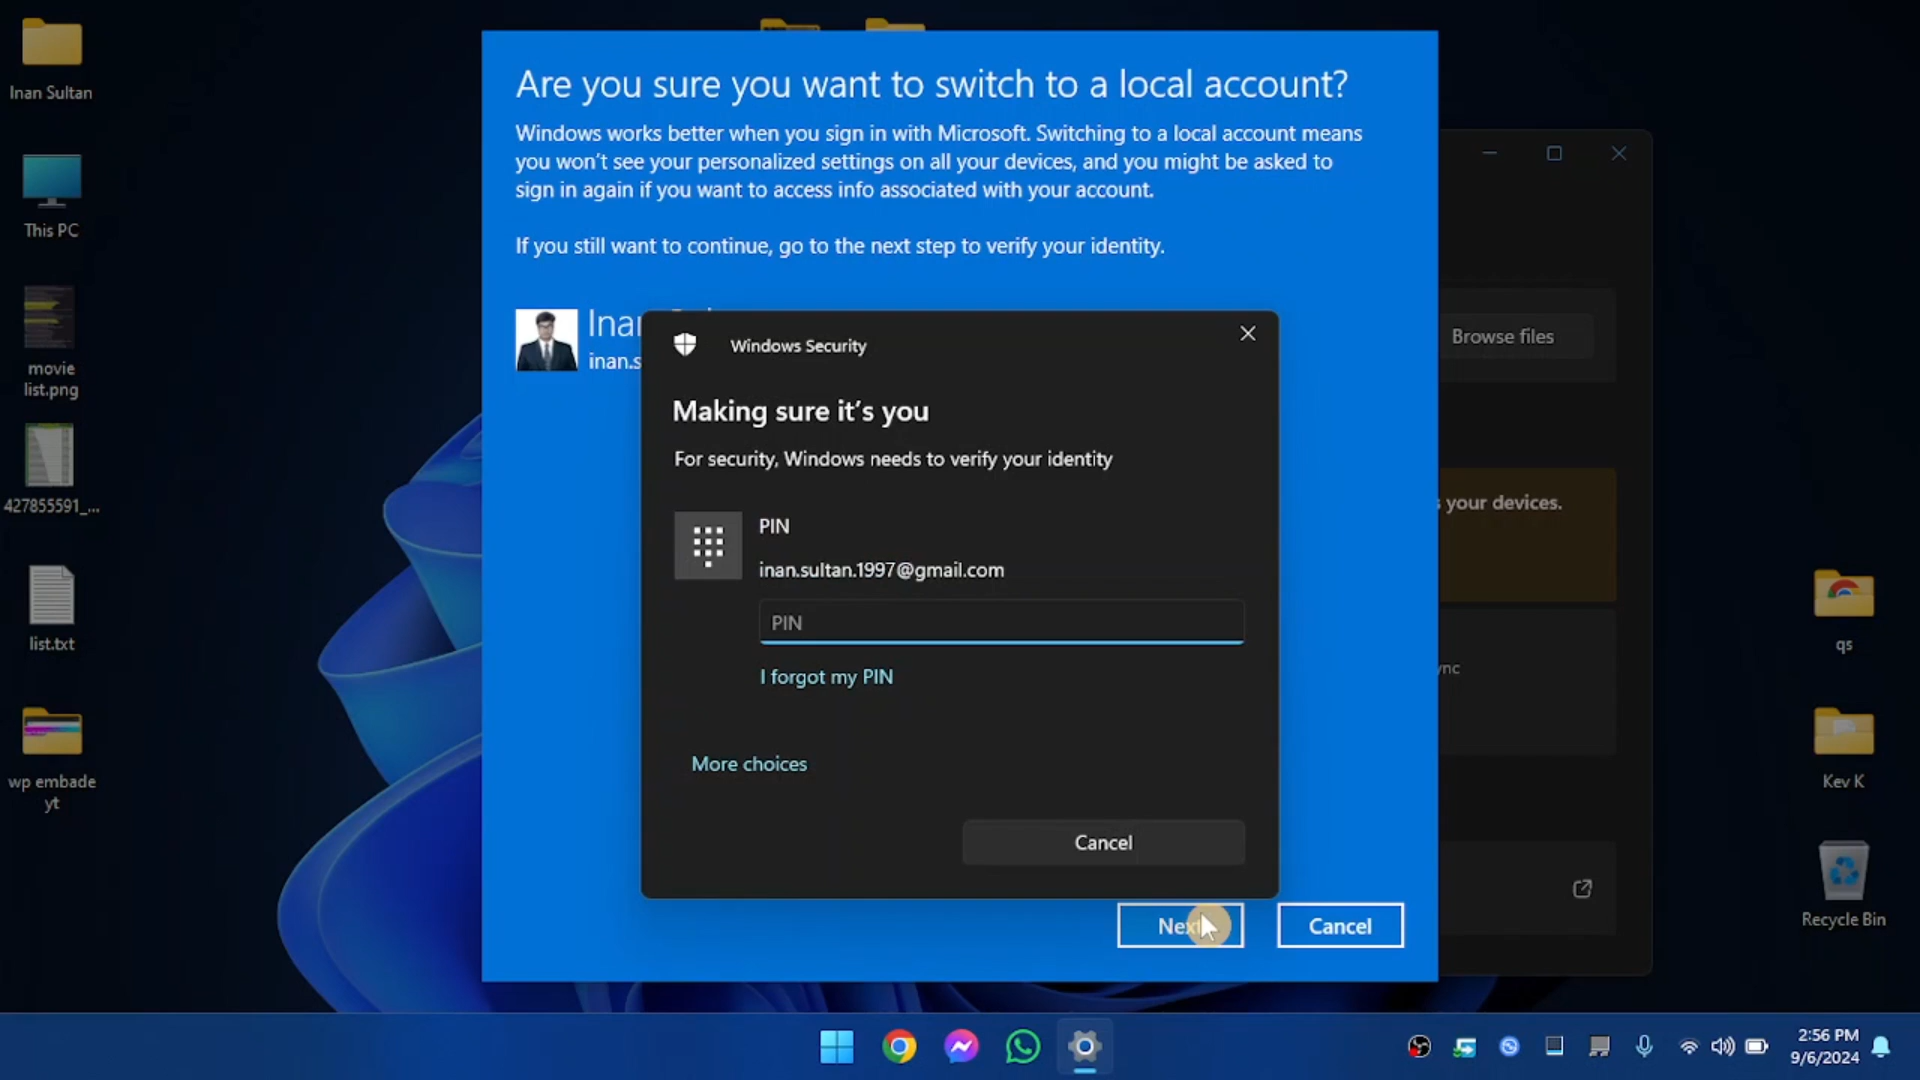 Inan Sultan
This PC
movie
list.png
427855591_...
list.txt
wp embade
yt
Are you sure you want to switch to a local account?
Windows works better when you sign in with Microsoft. Switching to a local account means
you won't see your personalized settings on all your devices, and you might be asked to
sign in again if you want to access info associated with your account.
If you still want to continue, go to the next step to verify your identity.
Inan
inan.s
Windows Security
Making sure it's you
For security, Windows needs to verify your identity
PIN
inan.sultan.1997@gmail.com
PIN
I forgot my PIN
More choices
Cancel
Next
Cancel
Browse files
your devices.
ync
qs
Kev K
Recycle Bin
2:56 PM
9/6/2024